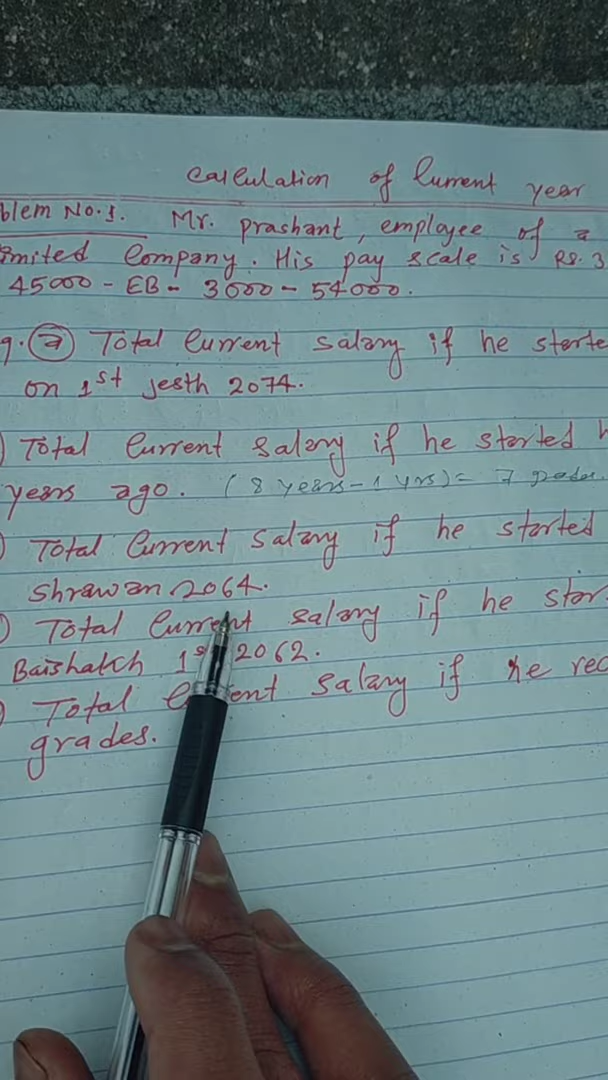 Calculation of Current year
blem No.1. Mr. prashant, employee of a
imited Company. His pay scale is Rs. 3
45000 - EB - 3000 - 54000.
q. (a) Total Current salary if he starte
on 1st Jesth 2074.
) Total Current salary if he started h
years ago. (8 years - 1 yrs) = 7 grades.
) Total Current salary if he started
Shrawan 2064.
) Total Current salary if he star
Baishakh 1st 2062.
) Total salary if he rec
grades.